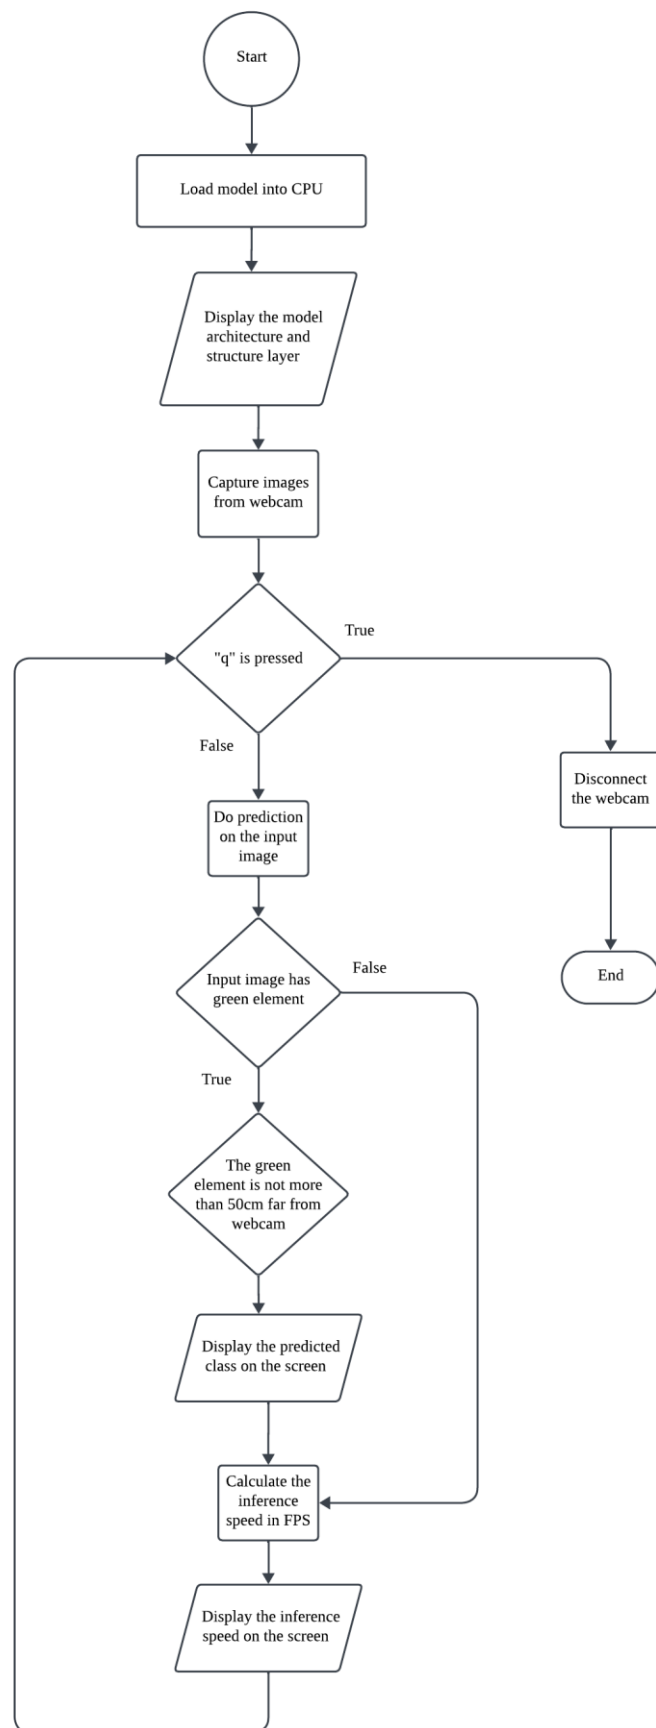 Start
Load model into CPU
Display the model
architecture and
structure layer
Capture images
from webcam
"q" is pressed
True
False
Disconnect
the webcam
End
Do prediction
on the input
image
Input image has
green element
False
True
The green
element is not more
than 50cm far from
webcam
Display the predicted
class on the screen
Calculate the
inference
speed in FPS
Display the inference
speed on the screen